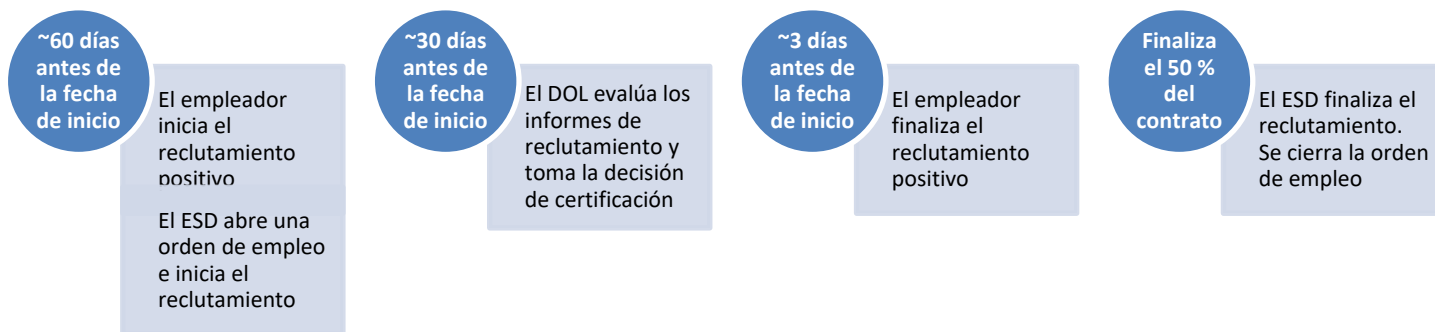 ~60 días
antes de
la fecha
de inicio
El empleador
inicia el
reclutamiento
positivo
El ESD abre una
orden de empleo
e inicia el
reclutamiento
~30 días
antes de
la fecha
de inicio
El DOL evalúa los
informes de
reclutamiento y
toma la decisión
de certificación
~3 días
antes de
la fecha
de inicio
El empleador
finaliza el
reclutamiento
positivo
Finaliza
el 50 %
del
contrato
El ESD finaliza el
reclutamiento.
Se cierra la orden
de empleo